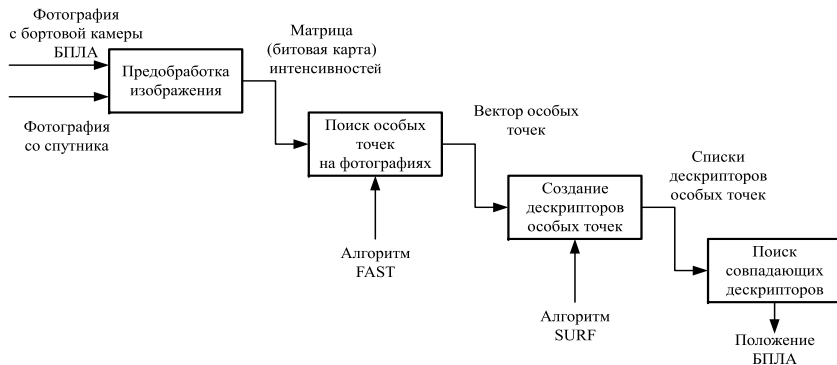 Фотография
с бортовой камеры
БПЛА
Фотография
со спутника
Предобработка
изображения
Матрица
(битовая карта)
интенсивностей
Поиск особых
точек
на фотографиях
Алгоритм
FAST
Вектор особых
точек
Создание
дескрипторов
особых точек
Алгоритм
SURF
Списки
дескрипторов
особых точек
Поиск
совпадающих
дескрипторов
Положение
БПЛА